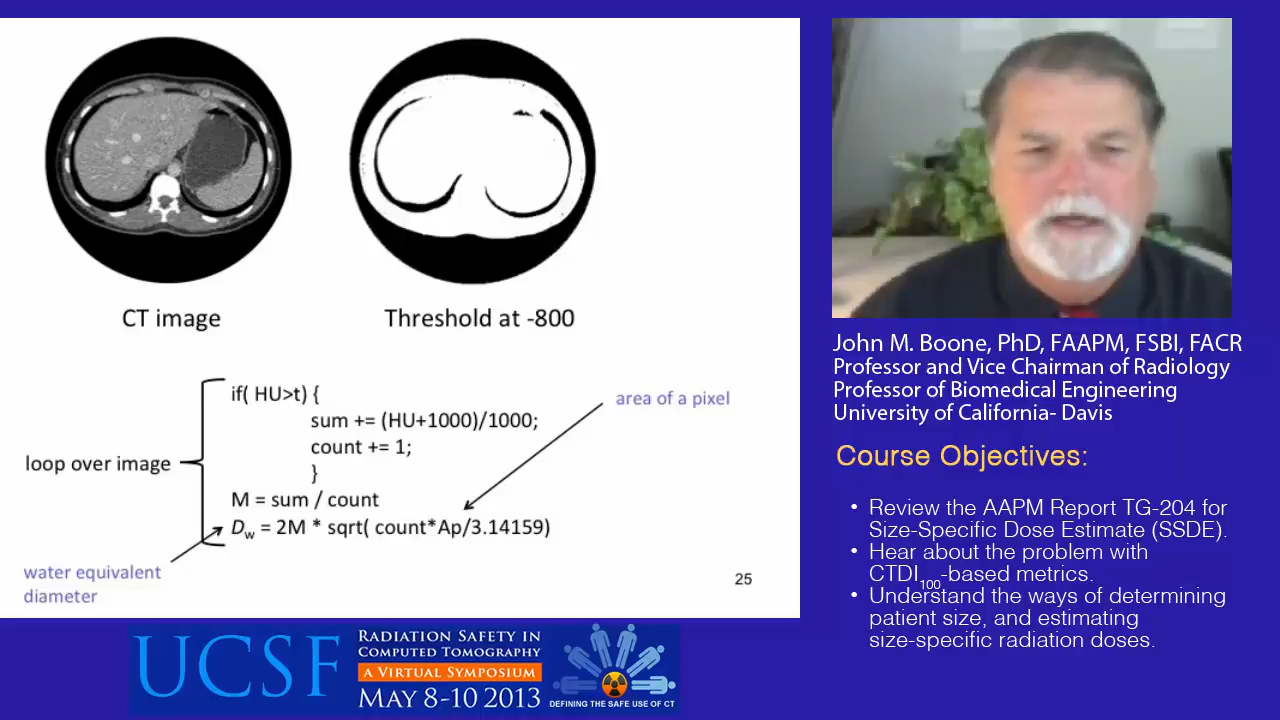 CT image
Threshold at -800
if( HU>t) {
sum += (HU+1000)/1000;
count += 1;
}
M = sum / count
Dw = 2M * sqrt( count*Ap/3.14159)
loop over image
area of a pixel
water equivalent
diameter
25
John M. Boone, PhD, FAAPM, FSBI, FACR
Professor and Vice Chairman of Radiology
Professor of Biomedical Engineering
University of California- Davis
Course Objectives:
• Review the AAPM Report TG-204 for
Size-Specific Dose Estimate (SSDE).
• Hear about the problem with
CTDI100-based metrics.
• Understand the ways of determining
patient size, and estimating
size-specific radiation doses.
UCSF
RADIATION SAFETY IN
COMPUTED TOMOGRAPHY
A VIRTUAL SYMPOSIUM
MAY 8-10 2013
DEFINING THE SAFE USE OF CT